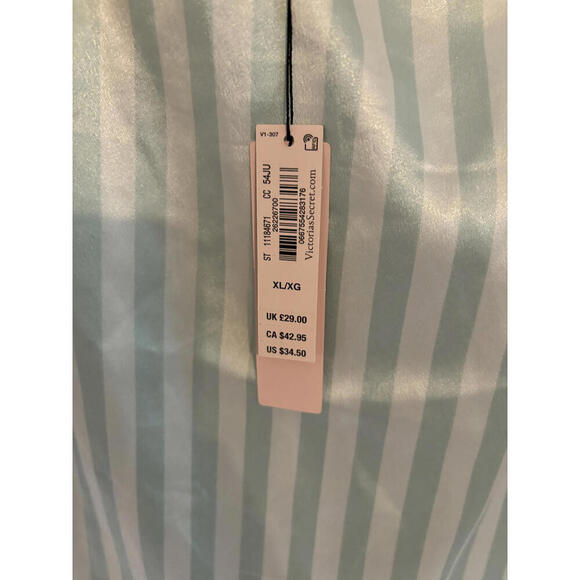 V1-307
ST 11184671 CC 54JU
26226700
0667554283176
VictoriasSecret.com
XL/XG
UK £29.00
CA $42.95
US $34.50